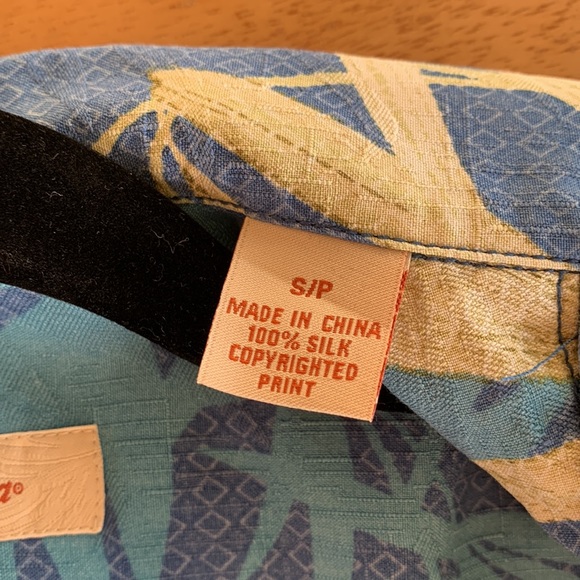 S/P
MADE IN CHINA
100% SILK
COPYRIGHTED
PRINT
a®